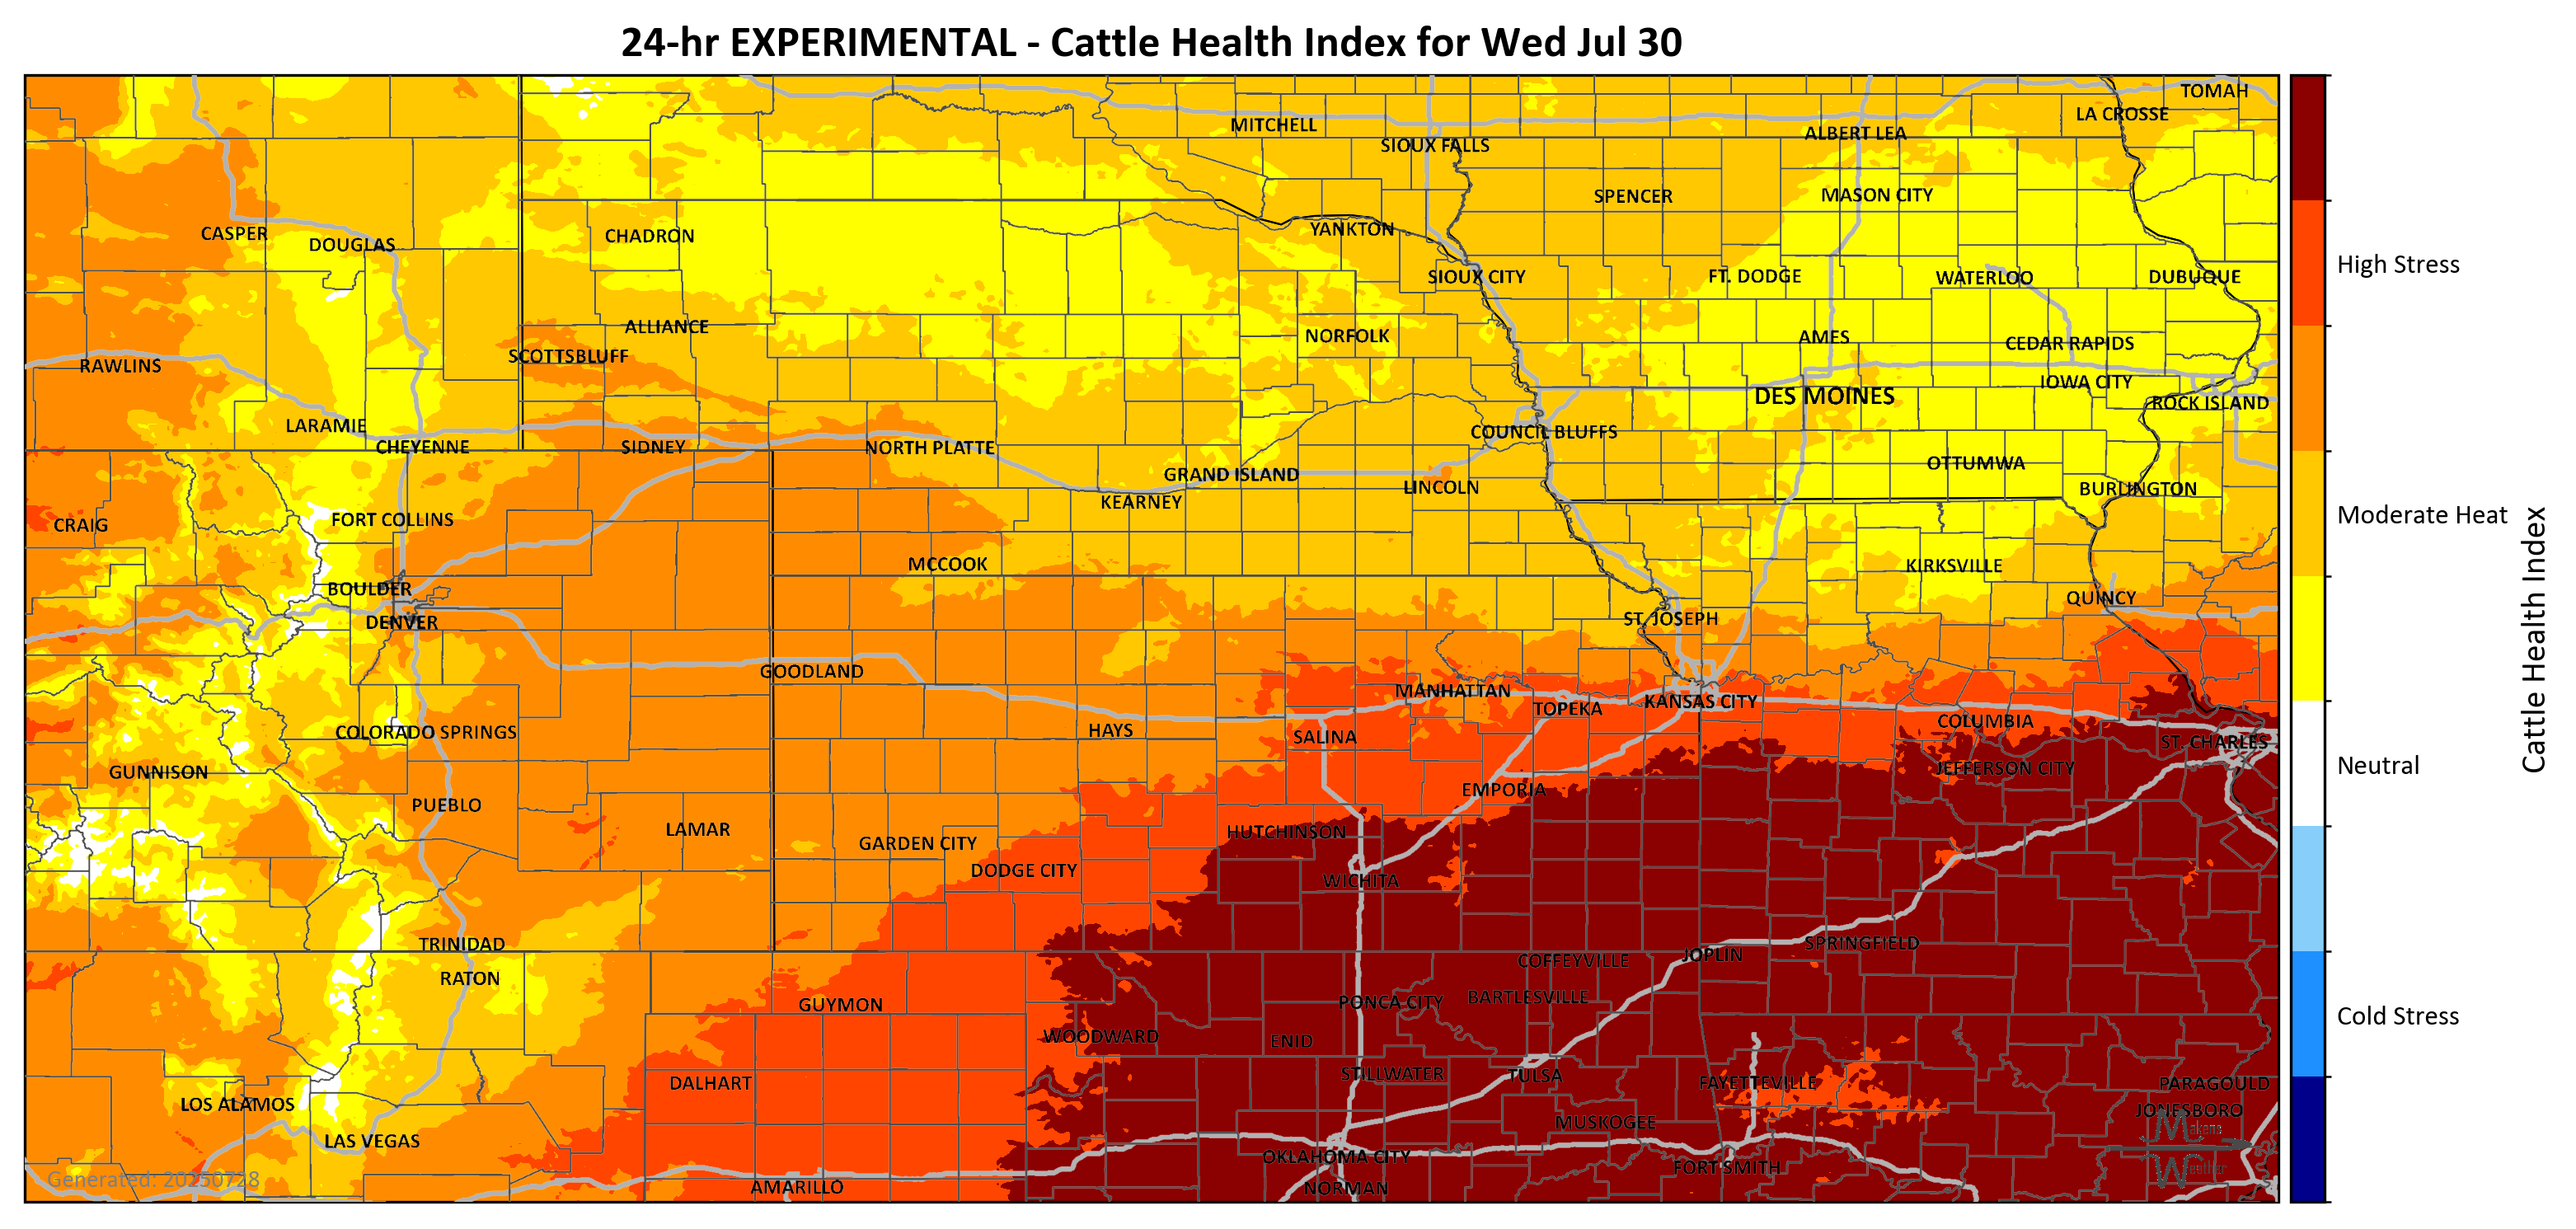 24-hr EXPERIMENTAL - Cattle Health Index for Wed Jul 30
TOMAH
LA CROSSE
MITCHELL
ALBERT LEA
SIOUX FALLS
SPENCER
MASON CITY
CASPER
DOUGLAS
CHADRON
YANKTON
SIOUX CITY
FT. DODGE
WATERLOO
DUBUQUE
High Stress
ALLIANCE
NORFOLK
AMES
CEDAR RAPIDS
SCOTTSBLUFF
RAWLINS
IOWA CITY
DES MOINES
ROCK ISLAND
LARAMIE
COUNCIL BLUFFS
CHEYENNE
SIDNEY
NORTH PLATTE
OTTUMWA
GRAND ISLAND
LINCOLN
BURLINGTON
KEARNEY
Moderate Heat
CRAIG
FORT COLLINS
MCCOOK
KIRKSVILLE
BOULDER
QUINCY
DENVER
ST. JOSEPH
Cattle Health Index
GOODLAND
MANHATTAN
KANSAS CITY
TOPEKA
COLUMBIA
COLORADO SPRINGS
HAYS
SALINA
ST. CHARLES
Neutral
GUNNISON
JEFFERSON CITY
EMPORIA
PUEBLO
LAMAR
HUTCHINSON
GARDEN CITY
DODGE CITY
WICHITA
TRINIDAD
SPRINGFIELD
JOPLIN
COFFEYVILLE
RATON
BARTLESVILLE
GUYMON
PONCA CITY
Cold Stress
WOODWARD
ENID
STILLWATER
TULSA
DALHART
FAYETTEVILLE
PARAGOULD
LOS ALAMOS
JONESBORO
MUSKOGEE
Makens
LAS VEGAS
OKLAHOMA CITY
FORT SMITH
Weather
Generated: 20250728
AMARILLO
NORMAN